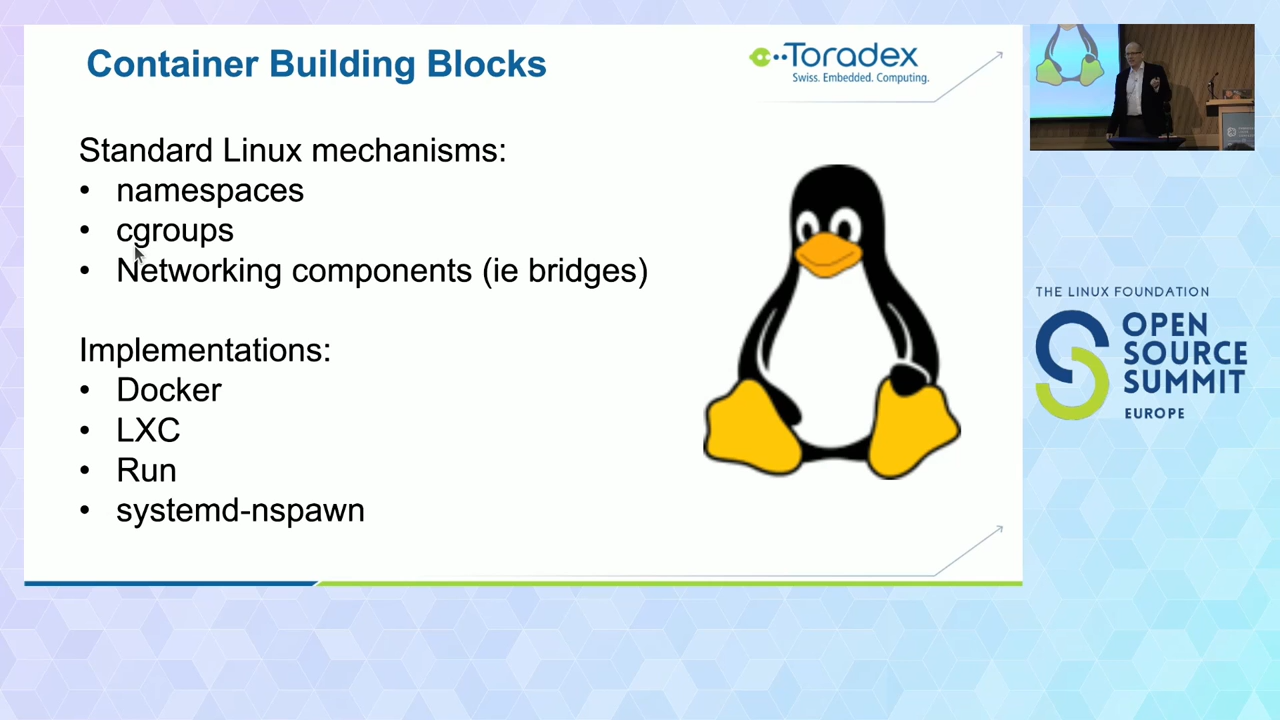 Container Building Blocks
Toradex
Swiss. Embedded. Computing.
Standard Linux mechanisms:
• namespaces
• cgroups
• Networking components (ie bridges)
Implementations:
• Docker
• LXC
• Run
• systemd-nspawn
THE LINUX FOUNDATION
OPEN
SOURCE
SUMMIT
EUROPE